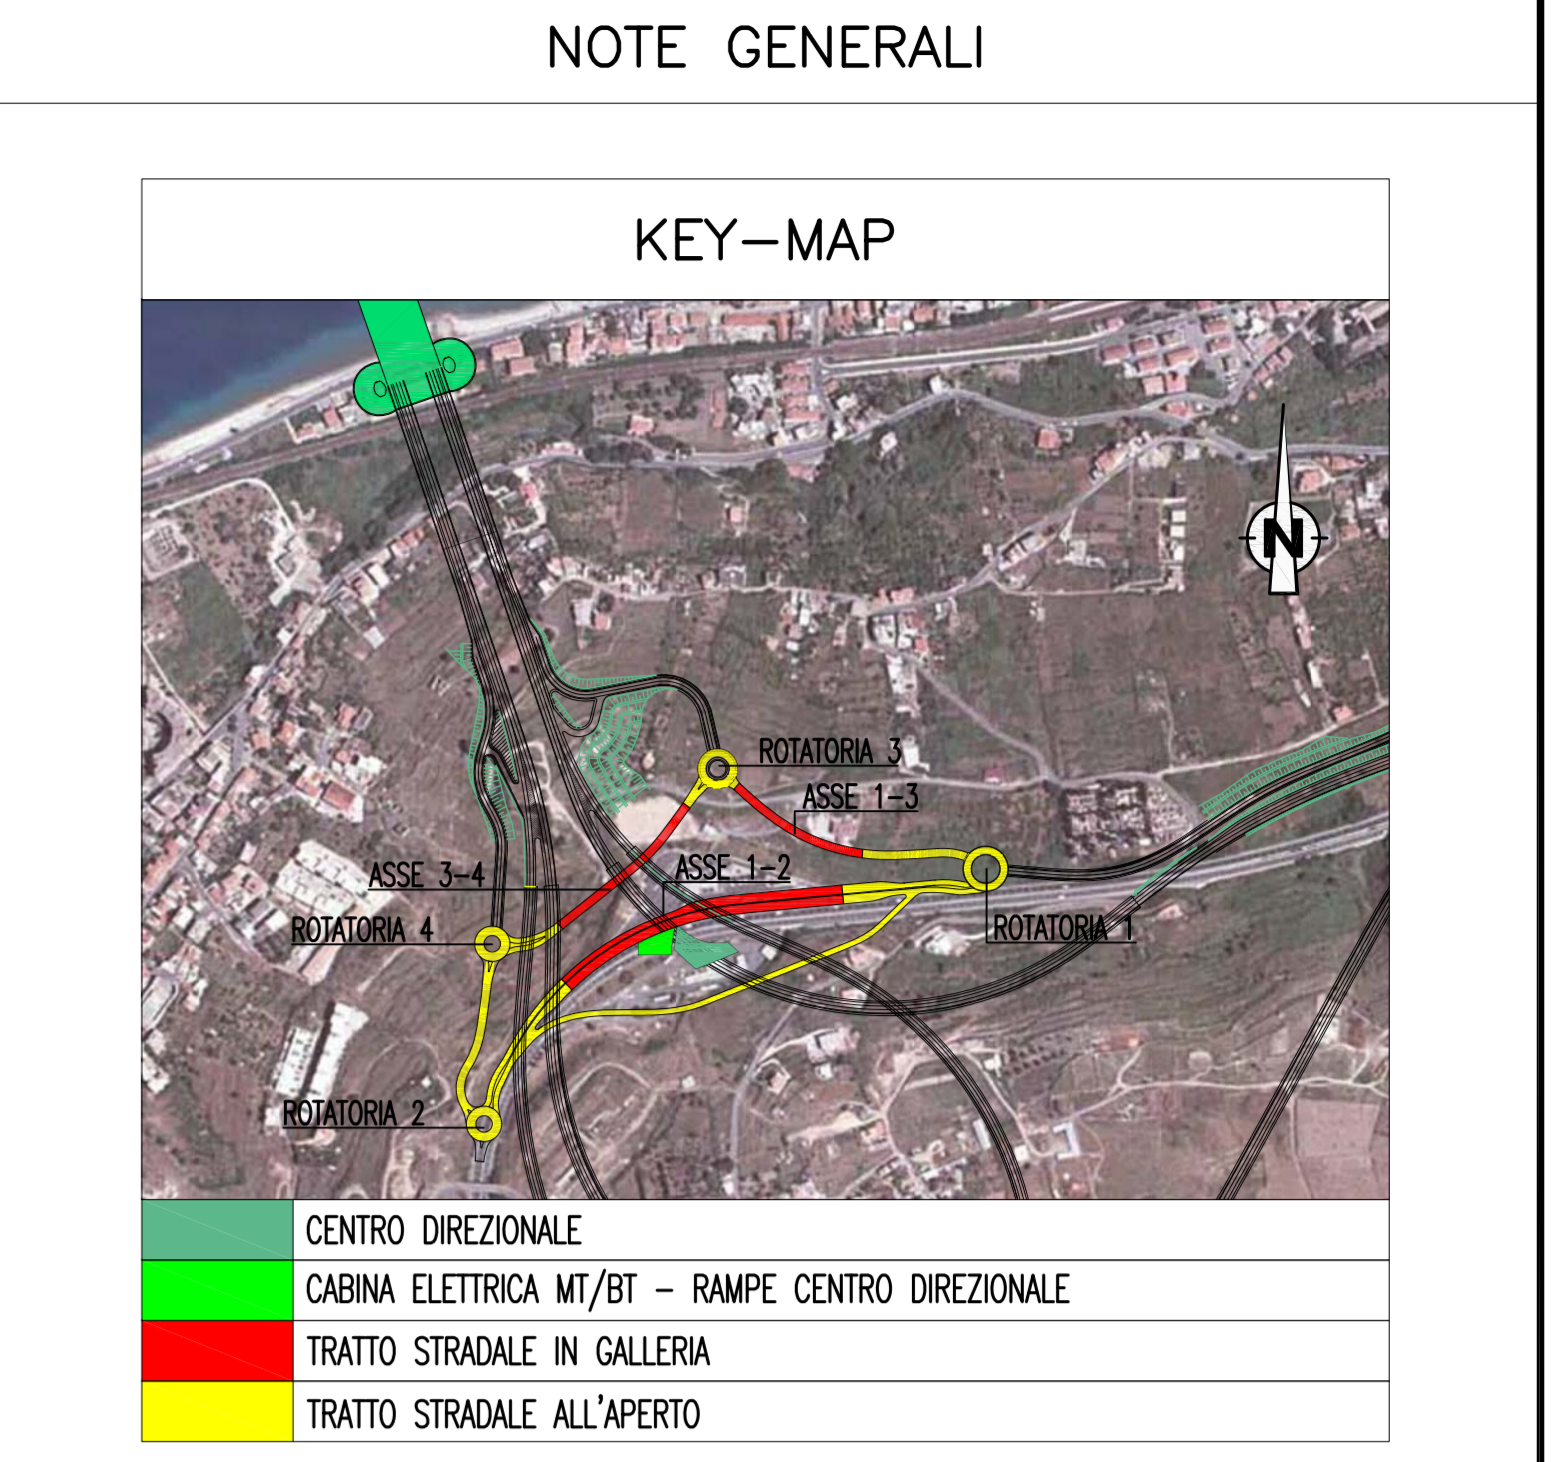 NOTE GENERALI
KEY-MAP
N
ROTATORIA 3
ASSE 1-3
ASSE 3-4
ASSE 1-2
ROTATORIA 4
ROTATORIA 1
ROTATORIA 2
CENTRO DIREZIONALE
CABINA ELETTRICA MT/BT - RAMPE CENTRO DIREZIONALE
TRATTO STRADALE IN GALLERIA
TRATTO STRADALE ALL'APERTO